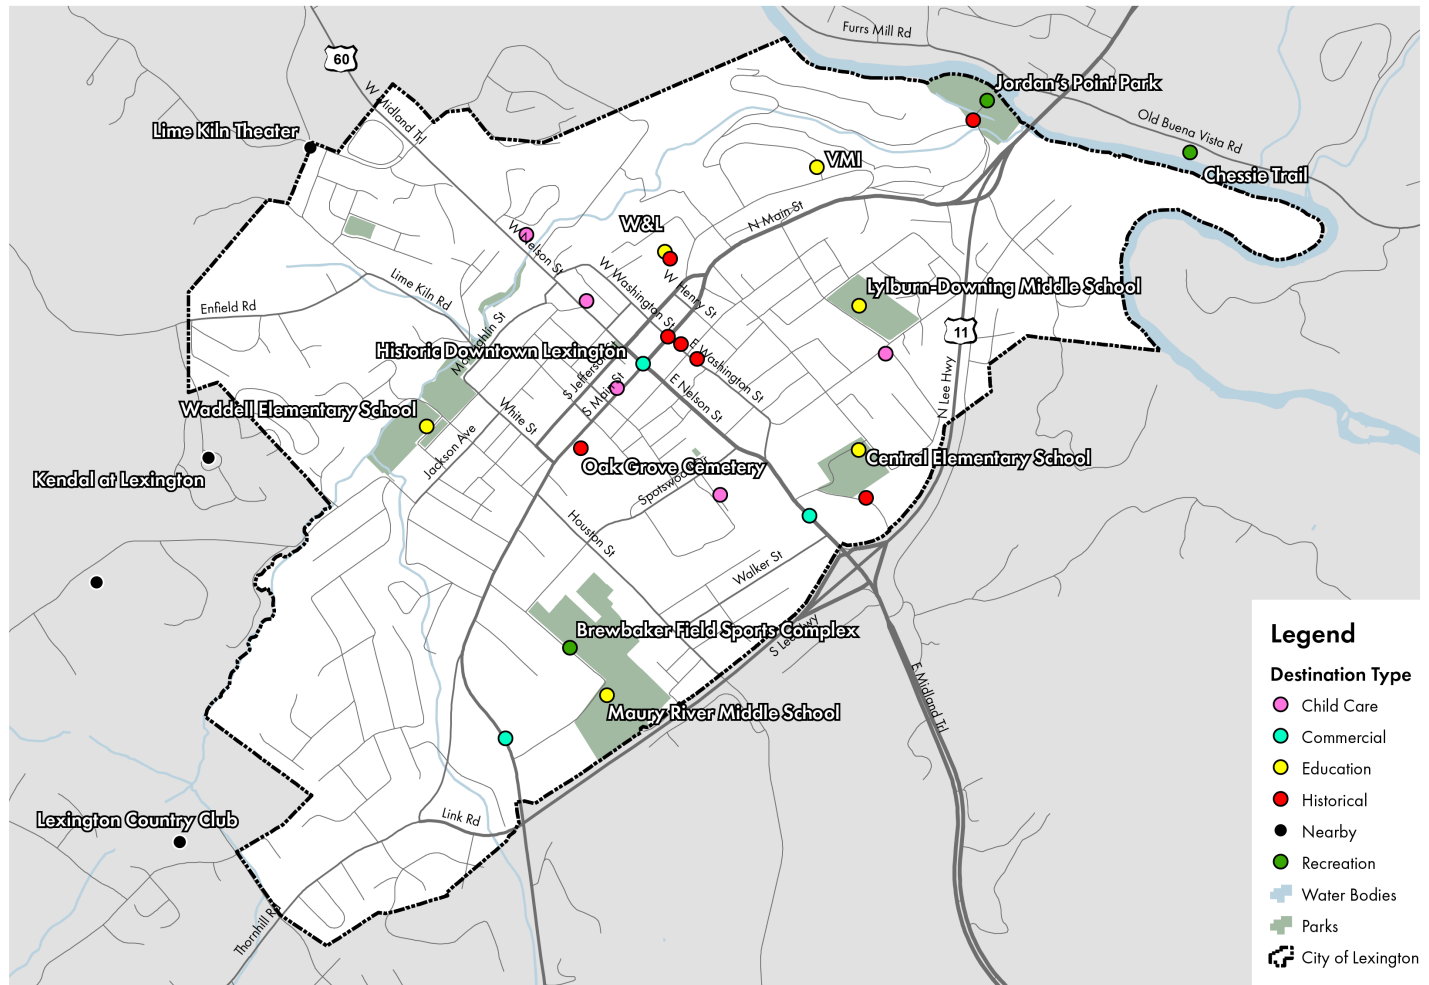 Furrs Mill Rd
60
Jordan's Point Park
W Midland Trl
Old Buena Vista Rd
Lime Kiln Theater
VMI
Chessie Trail
N Main St
W&L
W Nelson St
W Washington St
W Henry St
Lime Kiln Rd
Lylburn-Downing Middle School
Enfield Rd
11
McLaughlin St
Historic Downtown Lexington
S Jefferson St
E Washington St
S Main St
E Nelson St
N Lee Hwy
Waddell Elementary School
White St
Jackson Ave
Oak Grove Cemetery
Central Elementary School
Kendal at Lexington
Spotswood Dr
Houston St
Walker St
Brewbaker Field Sports Complex
S Lee Hwy
E Midland Trl
Maury River Middle School
Lexington Country Club
Link Rd
Thornhill Rd
Legend
Destination Type
Child Care
Commercial
Education
Historical
Nearby
Recreation
Water Bodies
Parks
City of Lexington